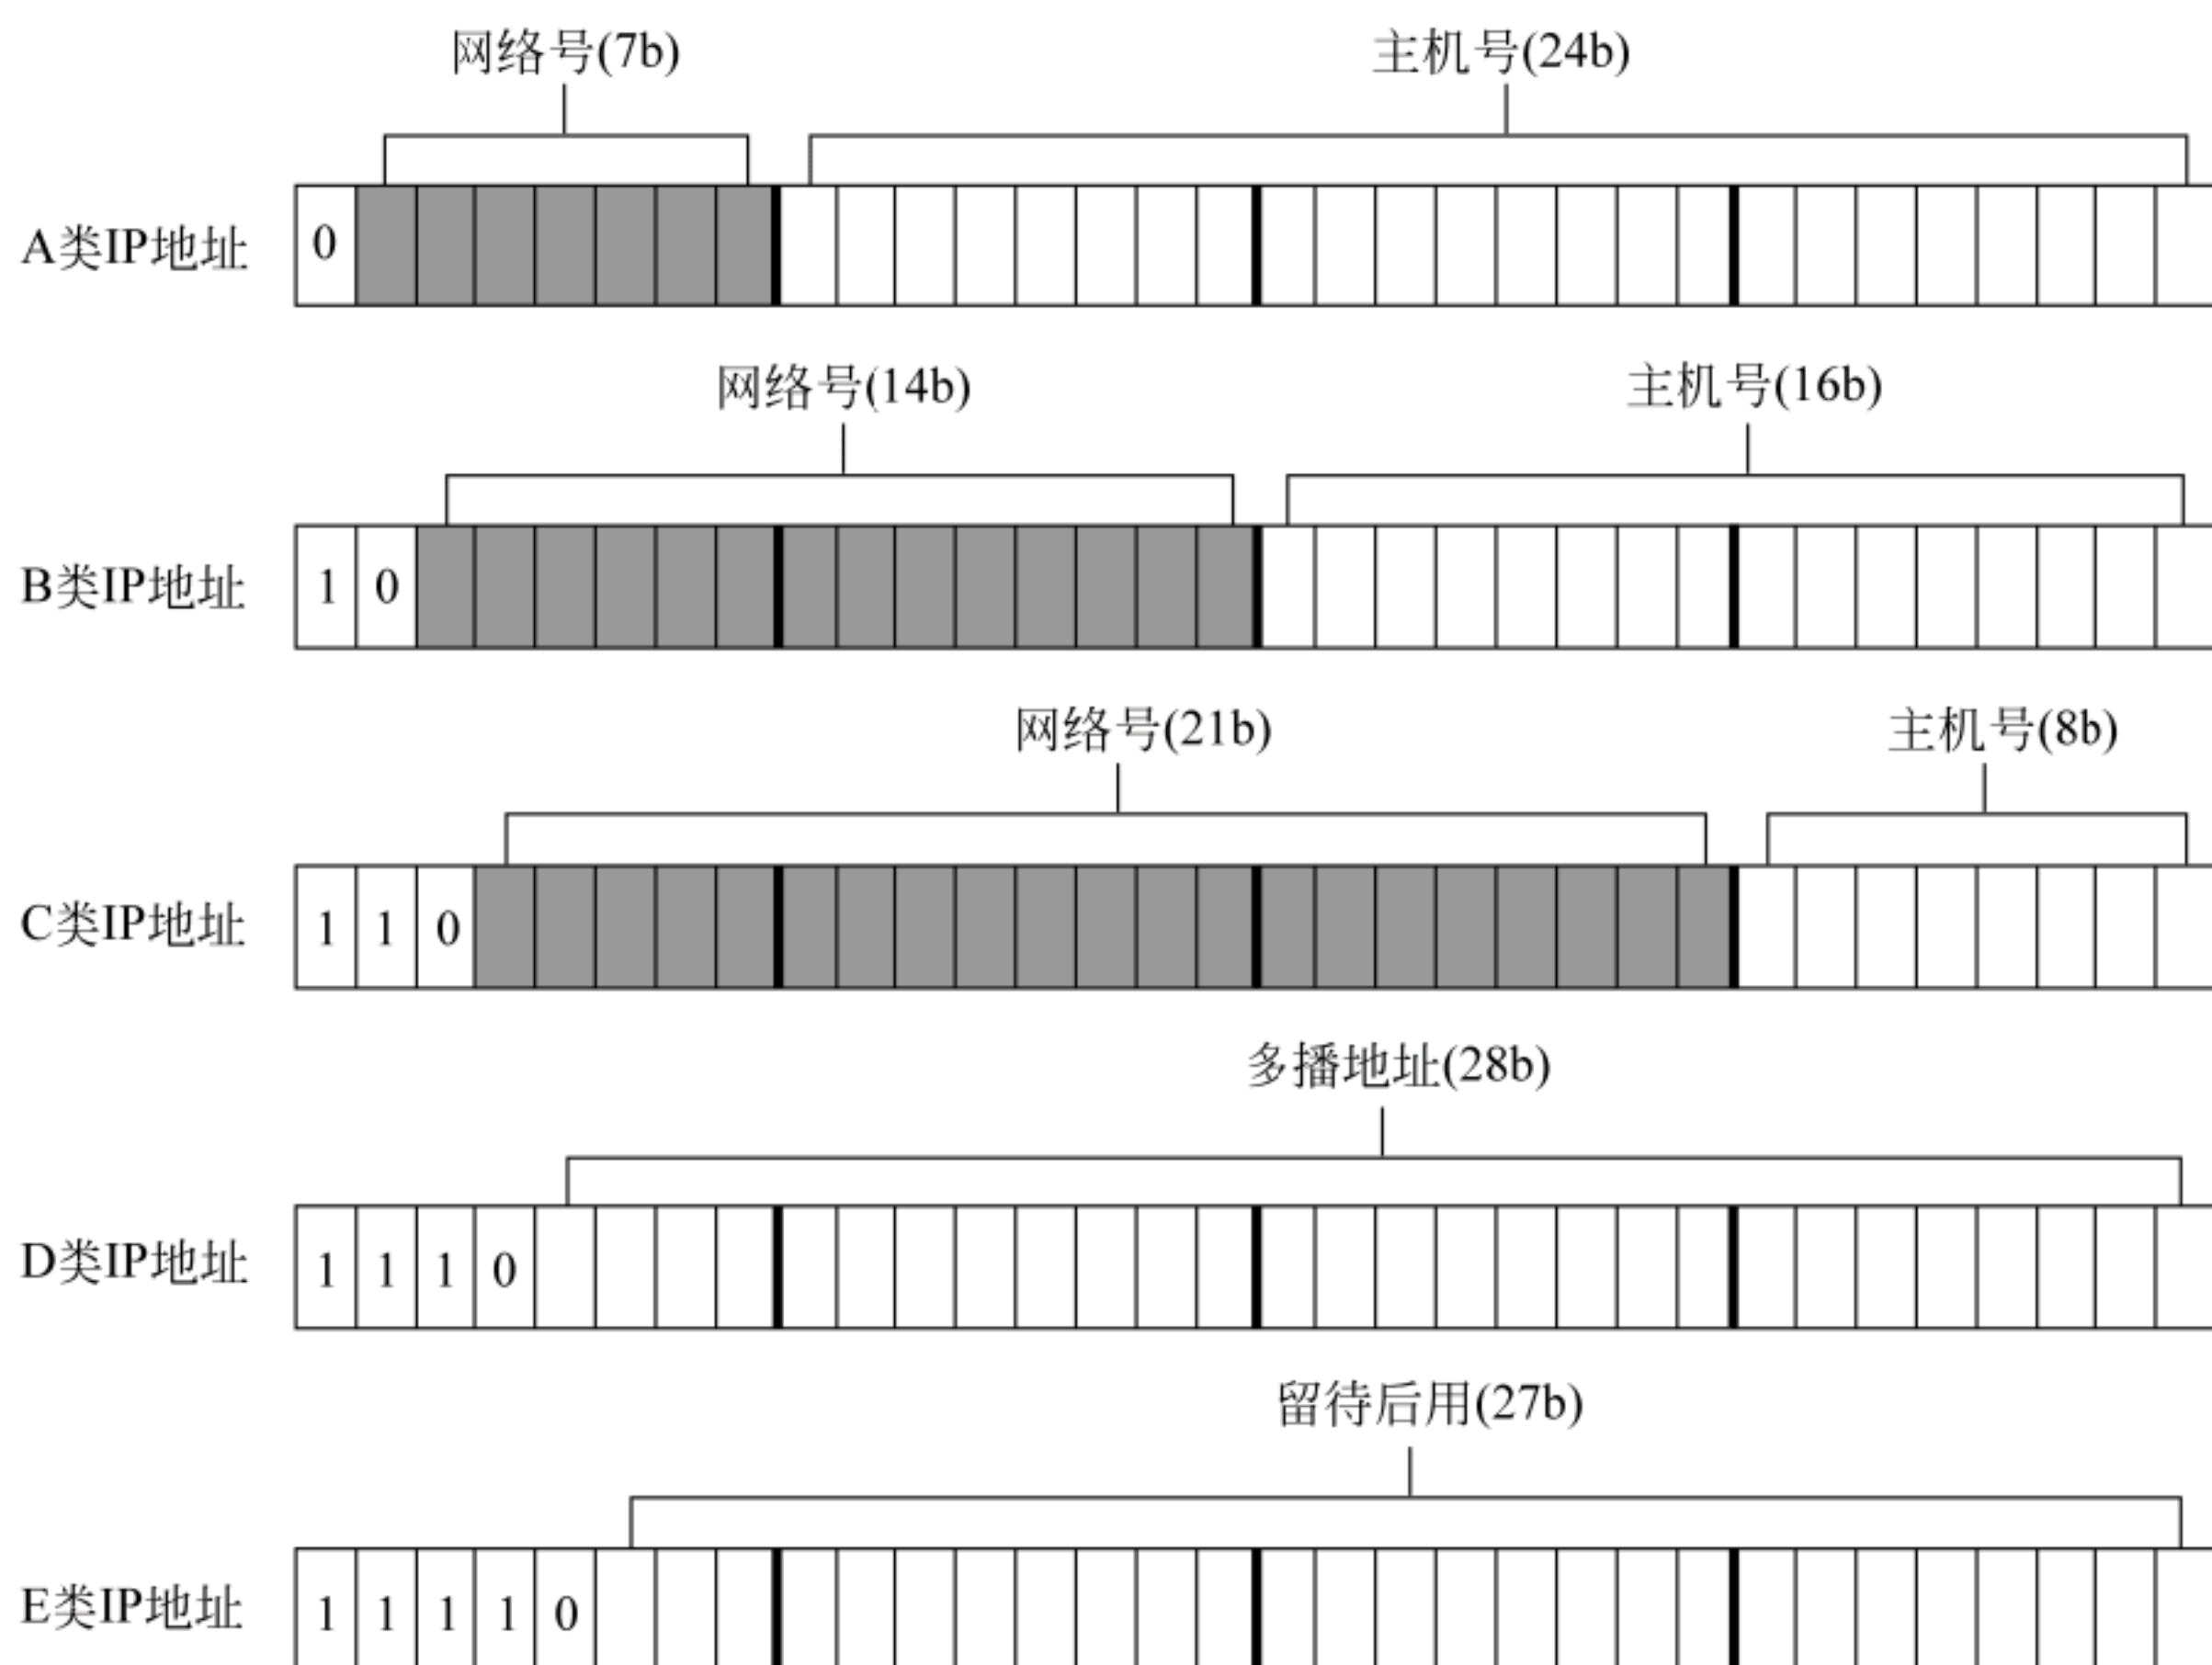 网络号(7b) 主机号(24b)
A类IP地址 0
网络号(14b) 主机号(16b)
B类IP地址 1 0
网络号(21b) 主机号(8b)
C类IP地址 1 1 0
多播地址(28b)
D类IP地址 1 1 1 0
留待后用(27b)
E类IP地址 1 1 1 1 0